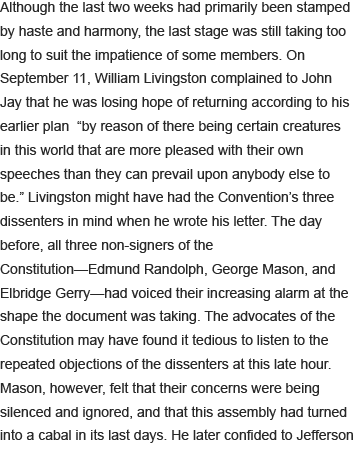 Although the last two weeks had primarily been stamped
by haste and harmony, the last stage was still taking too
long to suit the impatience of some members. On
September 11, William Livingston complained to John
Jay that he was losing hope of returning according to his
earlier plan  “by reason of there being certain creatures
in this world that are more pleased with their own
speeches than they can prevail upon anybody else to
be.” Livingston might have had the Convention’s three
dissenters in mind when he wrote his letter. The day
before, all three non-signers of the
Constitution—Edmund Randolph, George Mason, and
Elbridge Gerry—had voiced their increasing alarm at the
shape the document was taking. The advocates of the
Constitution may have found it tedious to listen to the
repeated objections of the dissenters at this late hour.
Mason, however, felt that their concerns were being
silenced and ignored, and that this assembly had turned
into a cabal in its last days. He later confided to Jefferson